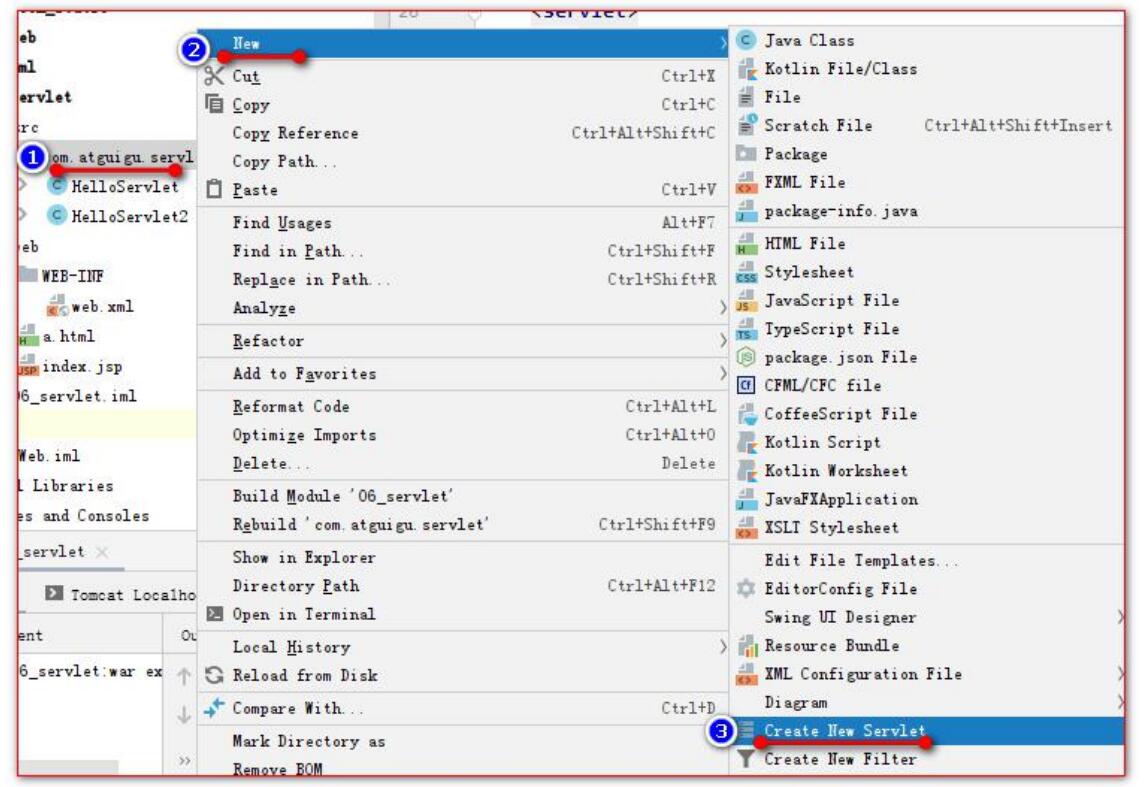 26 <servlet>
eb
ml
ervlet
src
1 com.atguigu.servl
HelloServlet
HelloServlet2
eb
WEB-INF
web.xml
a.html
index.jsp
06_servlet.iml
Web.iml
l Libraries
es and Consoles
_servlet ×
Tomcat Localho
ent Ou
6_servlet:war ex
2 New
Cut Ctrl+X
Copy Ctrl+C
Copy Reference Ctrl+Alt+Shift+C
Copy Path...
Paste Ctrl+V
Find Usages Alt+F7
Find in Path... Ctrl+Shift+F
Replace in Path... Ctrl+Shift+R
Analyze
Refactor
Add to Favorites
Reformat Code Ctrl+Alt+L
Optimize Imports Ctrl+Alt+O
Delete... Delete
Build Module '06_servlet'
Rebuild 'com.atguigu.servlet' Ctrl+Shift+F9
Show in Explorer
Directory Path Ctrl+Alt+F12
Open in Terminal
Local History
Reload from Disk
Compare With... Ctrl+D
Mark Directory as
Remove BOM
Java Class
Kotlin File/Class
File
Scratch File Ctrl+Alt+Shift+Insert
Package
FXML File
package-info.java
HTML File
Stylesheet
JavaScript File
TypeScript File
package.json File
CFML/CFC file
CoffeeScript File
Kotlin Script
Kotlin Worksheet
JavaFXApplication
XSLT Stylesheet
Edit File Templates...
EditorConfig File
Swing UI Designer
Resource Bundle
XML Configuration File
Diagram
3 Create New Servlet
Create New Filter